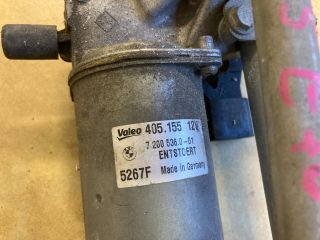 Valeo 405.155 12V
7 200 536.0-01
ENTSTOERT
5267F Made in Germany